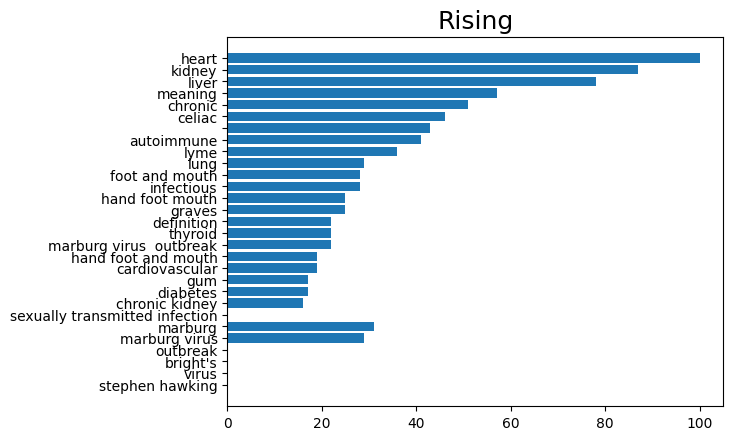 Rising
heart
kidney
liver
meaning
chronic
celiac
autoimmune
lyme
lung
foot and mouth
infectious
hand foot mouth
graves
definition
thyroid
marburg virus  outbreak
hand foot and mouth
cardiovascular
gum
diabetes
chronic kidney
sexually transmitted infection
marburg
marburg virus
outbreak
bright's
virus
stephen hawking
0 20 40 60 80 100